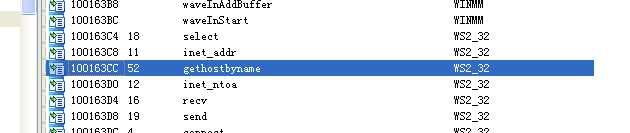 100163B8 waveInAddBuffer WINMM
100163BC waveInStart WINMM
100163C4 18 select WS2_32
100163C8 11 inet_addr WS2_32
100163CC 52 gethostbyname WS2_32
100163D0 12 inet_ntoa WS2_32
100163D4 16 recv WS2_32
100163D8 19 send WS2_32
100163DC 4 connect WS2_32